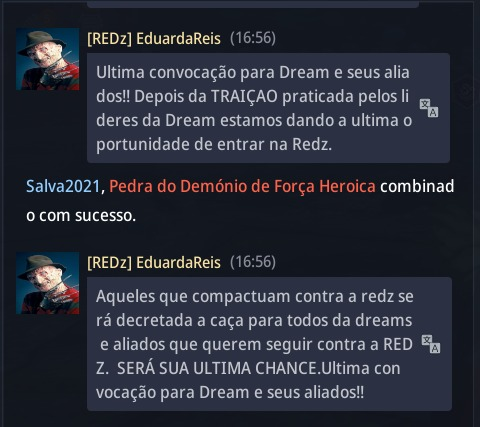 [REDz] EduardaReis (16:56)
Ultima convocação para Dream e seus alia
dos!! Depois da TRAIÇAO praticada pelos li
deres da Dream estamos dando a ultima o
portunidade de entrar na Redz.
Salva2021, Pedra do Demónio de Força Heroica combinad
o com sucesso.
[REDz] EduardaReis (16:56)
Aqueles que compactuam contra a redz se
rá decretada a caça para todos da dreams
e aliados que querem seguir contra a RED
Z. SERÁ SUA ULTIMA CHANCE.Ultima con
vocação para Dream e seus aliados!!